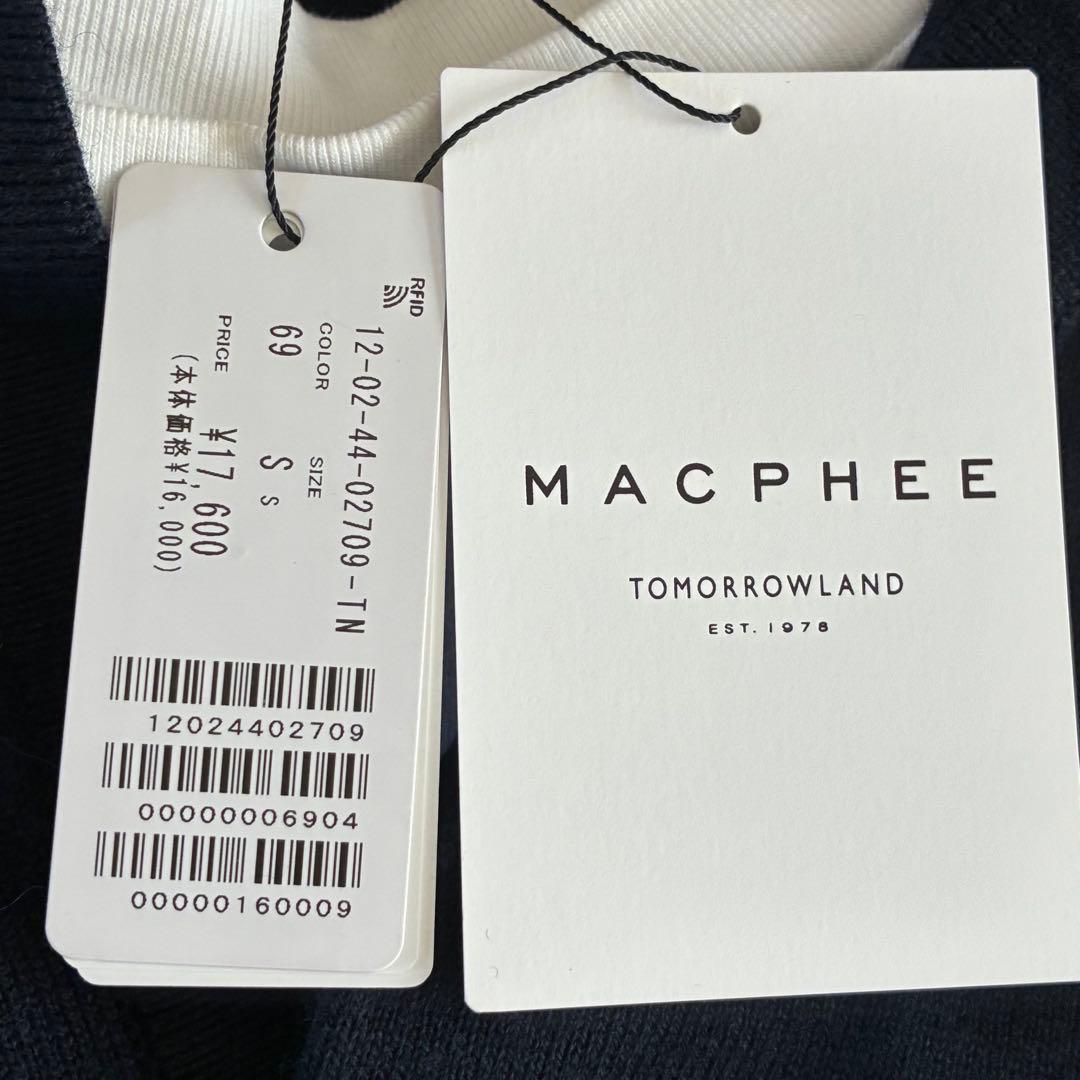 RFID
12-02-44-02709-TN
COLOR SIZE
69 S s
PRICE ¥17,600
(本体価格¥16,000)
12024402709
00000006904
00000160009
MACPHEE
TOMORROWLAND
EST. 1978